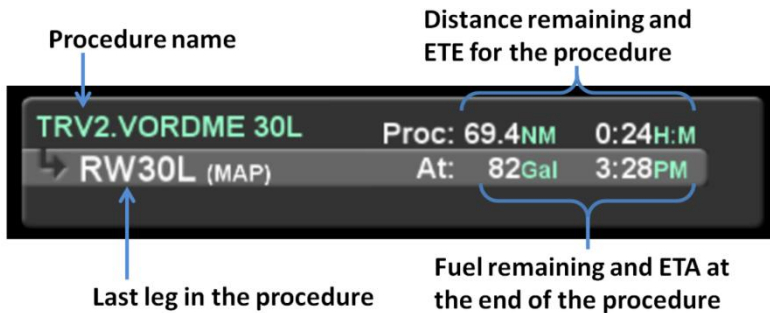 Procedure name
Distance remaining and
ETE for the procedure
TRV2.VORDME 30L Proc: 69.4NM 0:24H:M
RW30L (MAP) At: 82Gal 3:28PM
Last leg in the procedure
Fuel remaining and ETA at
the end of the procedure